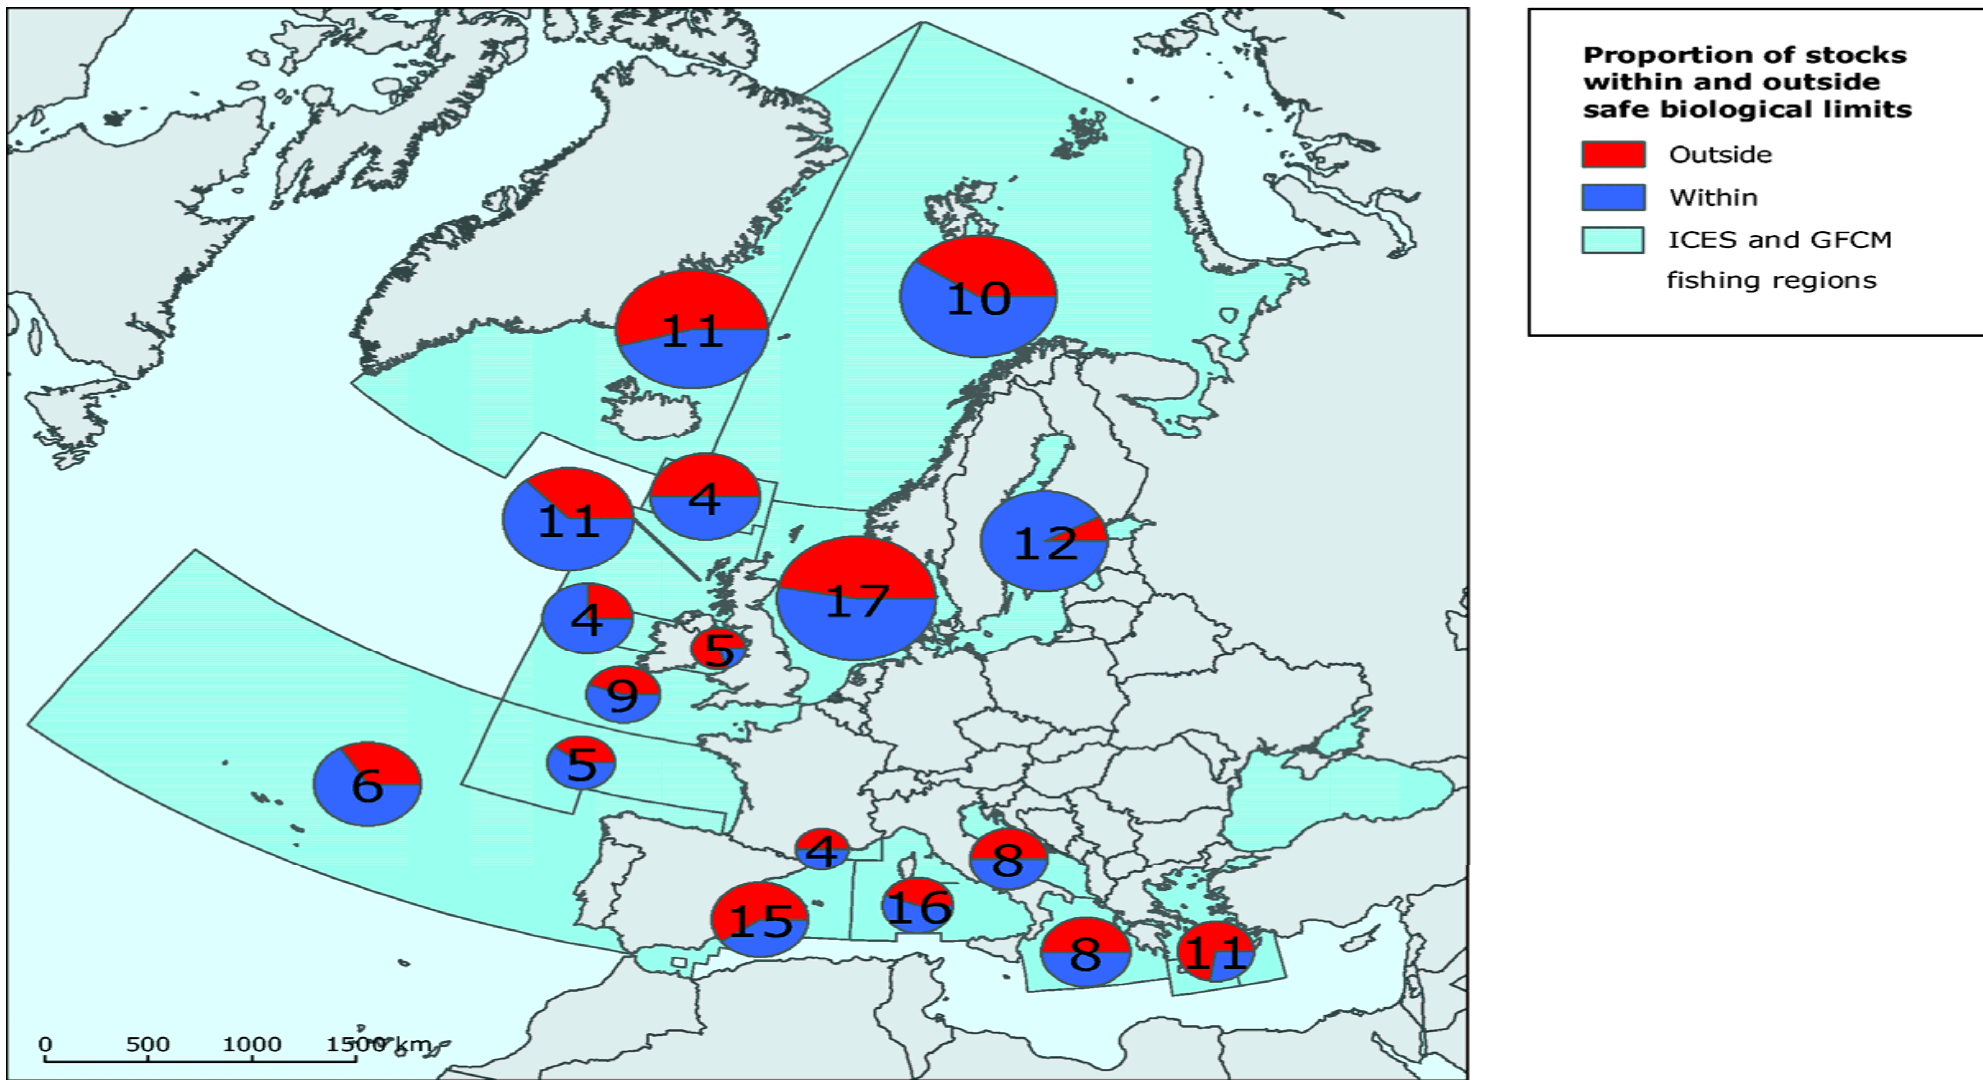 Proportion of stocks
within and outside
safe biological limits
Outside
Within
ICES and GFCM
fishing regions
10
11
4
11
12
17
4
5
9
5
6
4
8
16
15
8
11
0 500 1000 1500 km